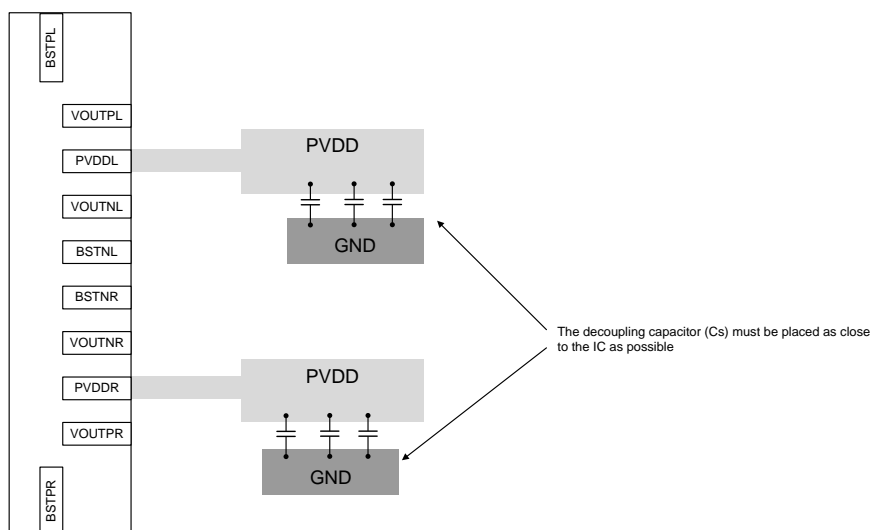 BSTPL
VOUTPL
PVDDL
VOUTNL
BSTNL
BSTNR
VOUTNR
PVDDR
VOUTPR
BSTPR
PVDD
GND
PVDD
GND
The decoupling capacitor (Cs) must be placed as close
to the IC as possible